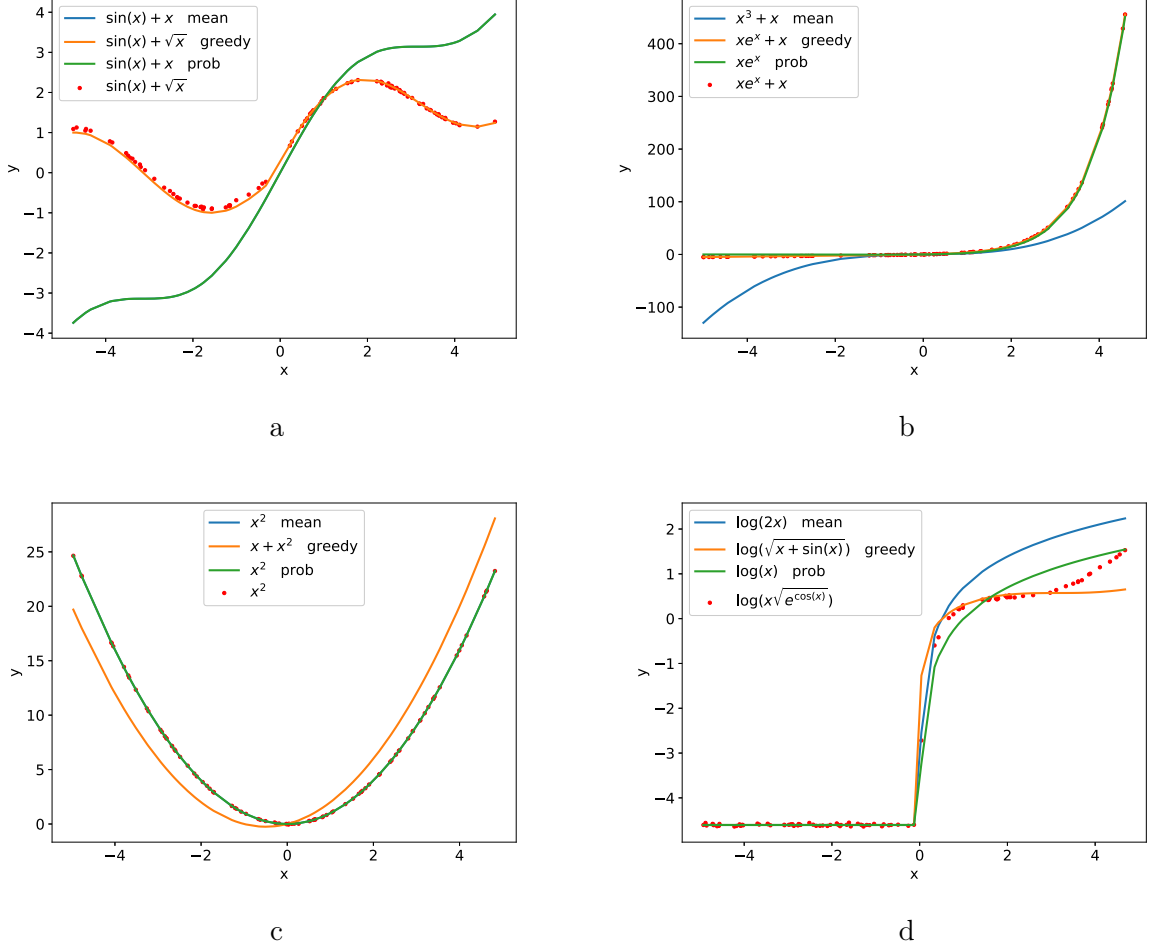 sin(x) + x mean
sin(x) + √x greedy
sin(x) + x prob
sin(x) + √x
4
3
2
1
0
−1
−2
−3
−4
y
−4 −2 0 2 4
x
a
x³ + x mean
xeˣ + x greedy
xeˣ prob
xeˣ + x
400
300
200
100
0
−100
y
−4 −2 0 2 4
x
b
x² mean
x + x² greedy
x² prob
x²
25
20
15
10
5
0
y
−4 −2 0 2 4
x
c
log(2x) mean
log(√(x + sin(x))) greedy
log(x) prob
log(x√(e^cos(x)))
2
1
0
−1
−2
−3
−4
y
−4 −2 0 2 4
x
d